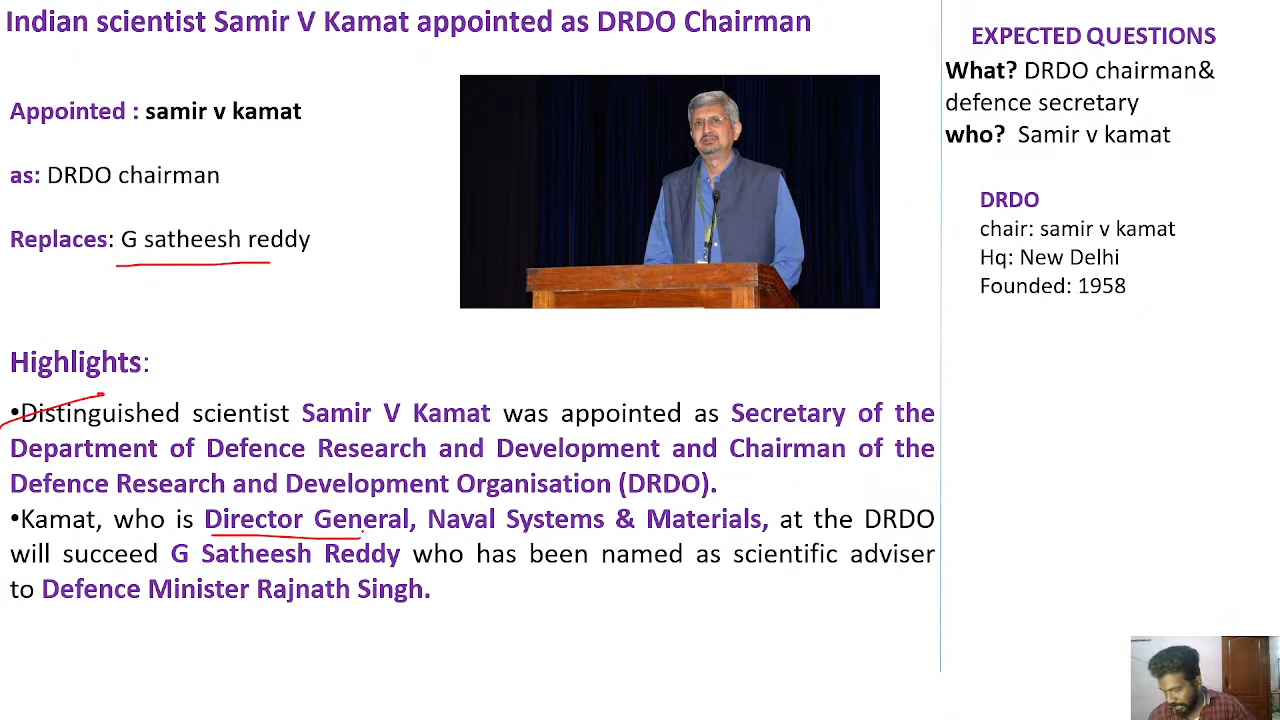 Indian scientist Samir V Kamat appointed as DRDO Chairman
Appointed : samir v kamat
as: DRDO chairman
Replaces: G satheesh reddy
Highlights:
•Distinguished scientist Samir V Kamat was appointed as Secretary of the
Department of Defence Research and Development and Chairman of the
Defence Research and Development Organisation (DRDO).
•Kamat, who is Director General, Naval Systems & Materials, at the DRDO
will succeed G Satheesh Reddy who has been named as scientific adviser
to Defence Minister Rajnath Singh.
EXPECTED QUESTIONS
What? DRDO chairman&
defence secretary
who? Samir v kamat
DRDO
chair: samir v kamat
Hq: New Delhi
Founded: 1958